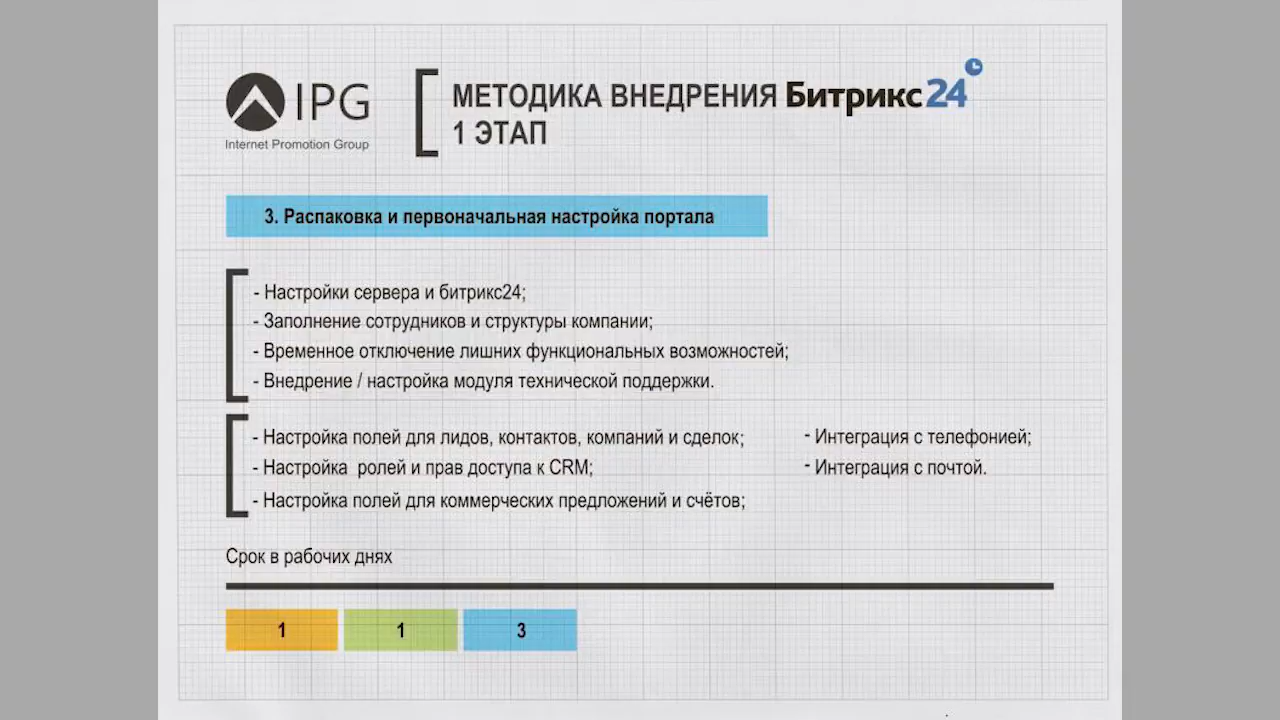 IPG
Internet Promotion Group
МЕТОДИКА ВНЕДРЕНИЯ Битрикс24
1 ЭТАП
3. Распаковка и первоначальная настройка портала
- Настройки сервера и битрикс24;
- Заполнение сотрудников и структуры компании;
- Временное отключение лишних функциональных возможностей;
- Внедрение / настройка модуля технической поддержки.
- Настройка полей для лидов, контактов, компаний и сделок;
- Настройка ролей и прав доступа к CRM;
- Настройка полей для коммерческих предложений и счётов;
- Интеграция с телефонией;
- Интеграция с почтой.
Срок в рабочих днях
1 1 3